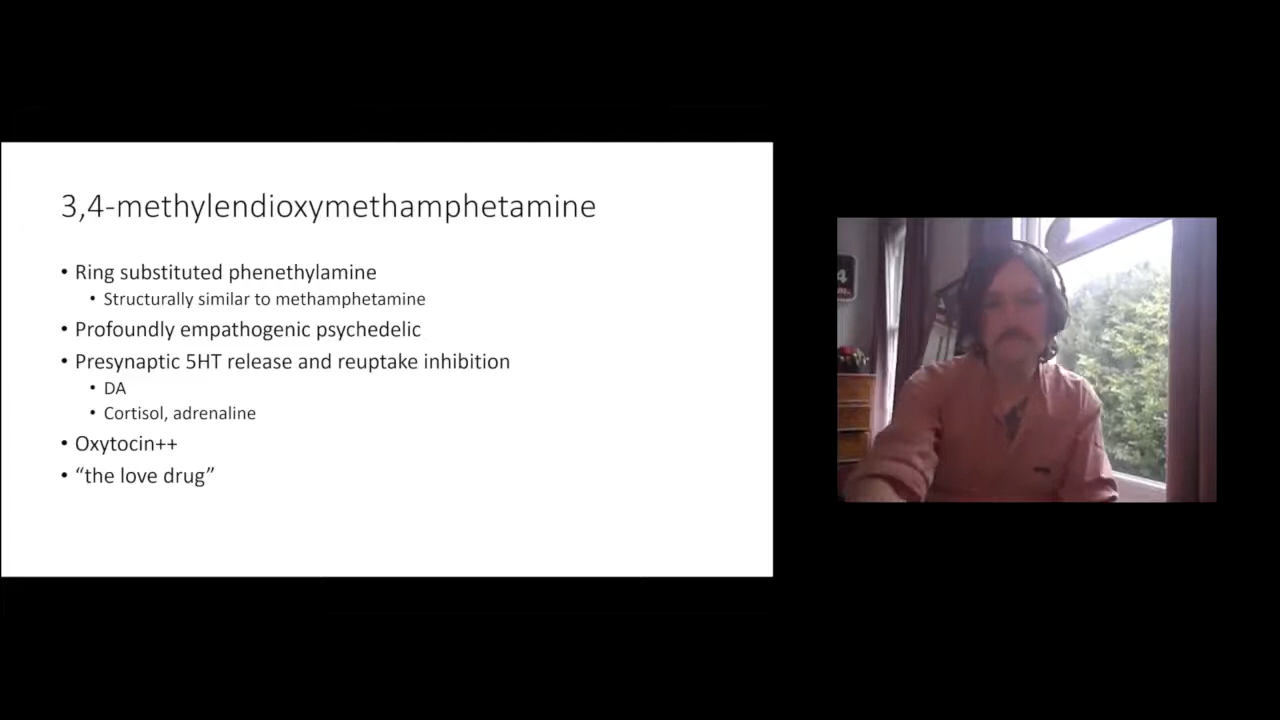 3,4-methylendioxymethamphetamine
• Ring substituted phenethylamine
• Structurally similar to methamphetamine
• Profoundly empathogenic psychedelic
• Presynaptic 5HT release and reuptake inhibition
• DA
• Cortisol, adrenaline
• Oxytocin++
• “the love drug”